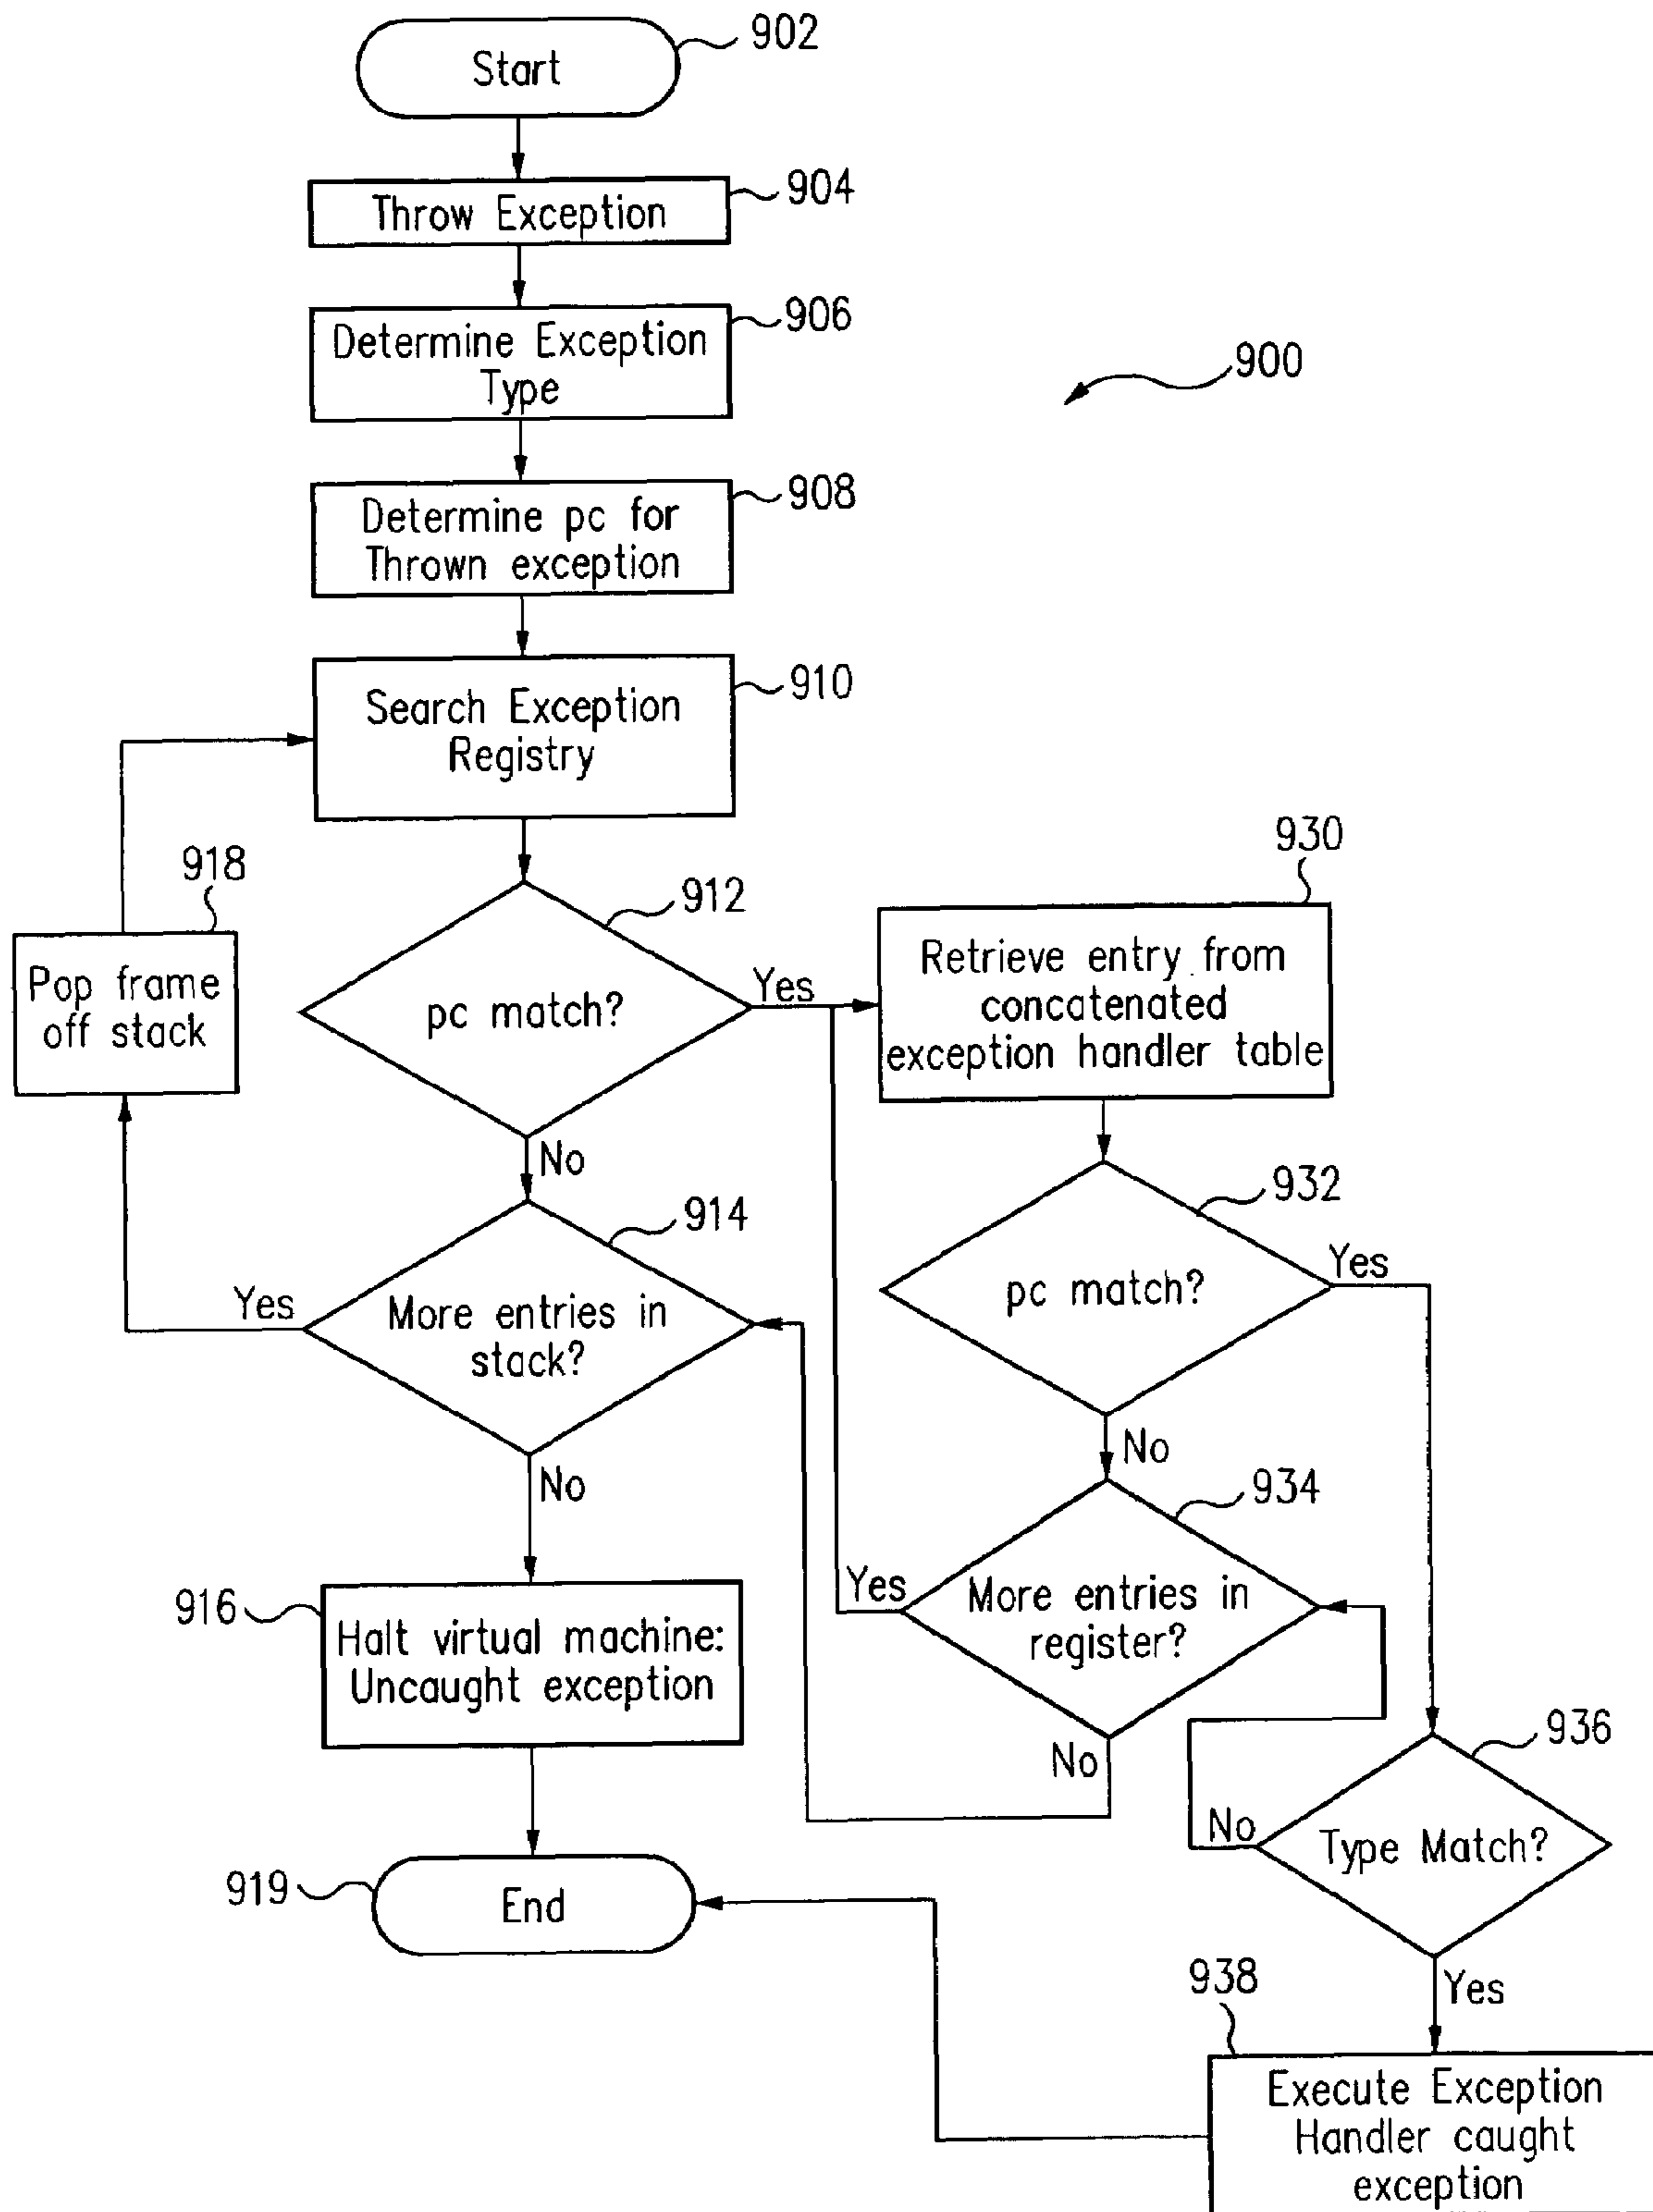 Start
902
Throw Exception
904
Determine Exception
Type
906
900
Determine pc for
Thrown exception
908
Search Exception
Registry
910
918
Pop frame
off stack
912
pc match?
Yes
No
930
Retrieve entry from
concatenated
exception handler table
932
pc match?
Yes
No
914
More entries in
stack?
Yes
No
934
More entries in
register?
Yes
No
916
Halt virtual machine:
Uncaught exception
936
Type Match?
No
Yes
919
End
938
Execute Exception
Handler caught
exception